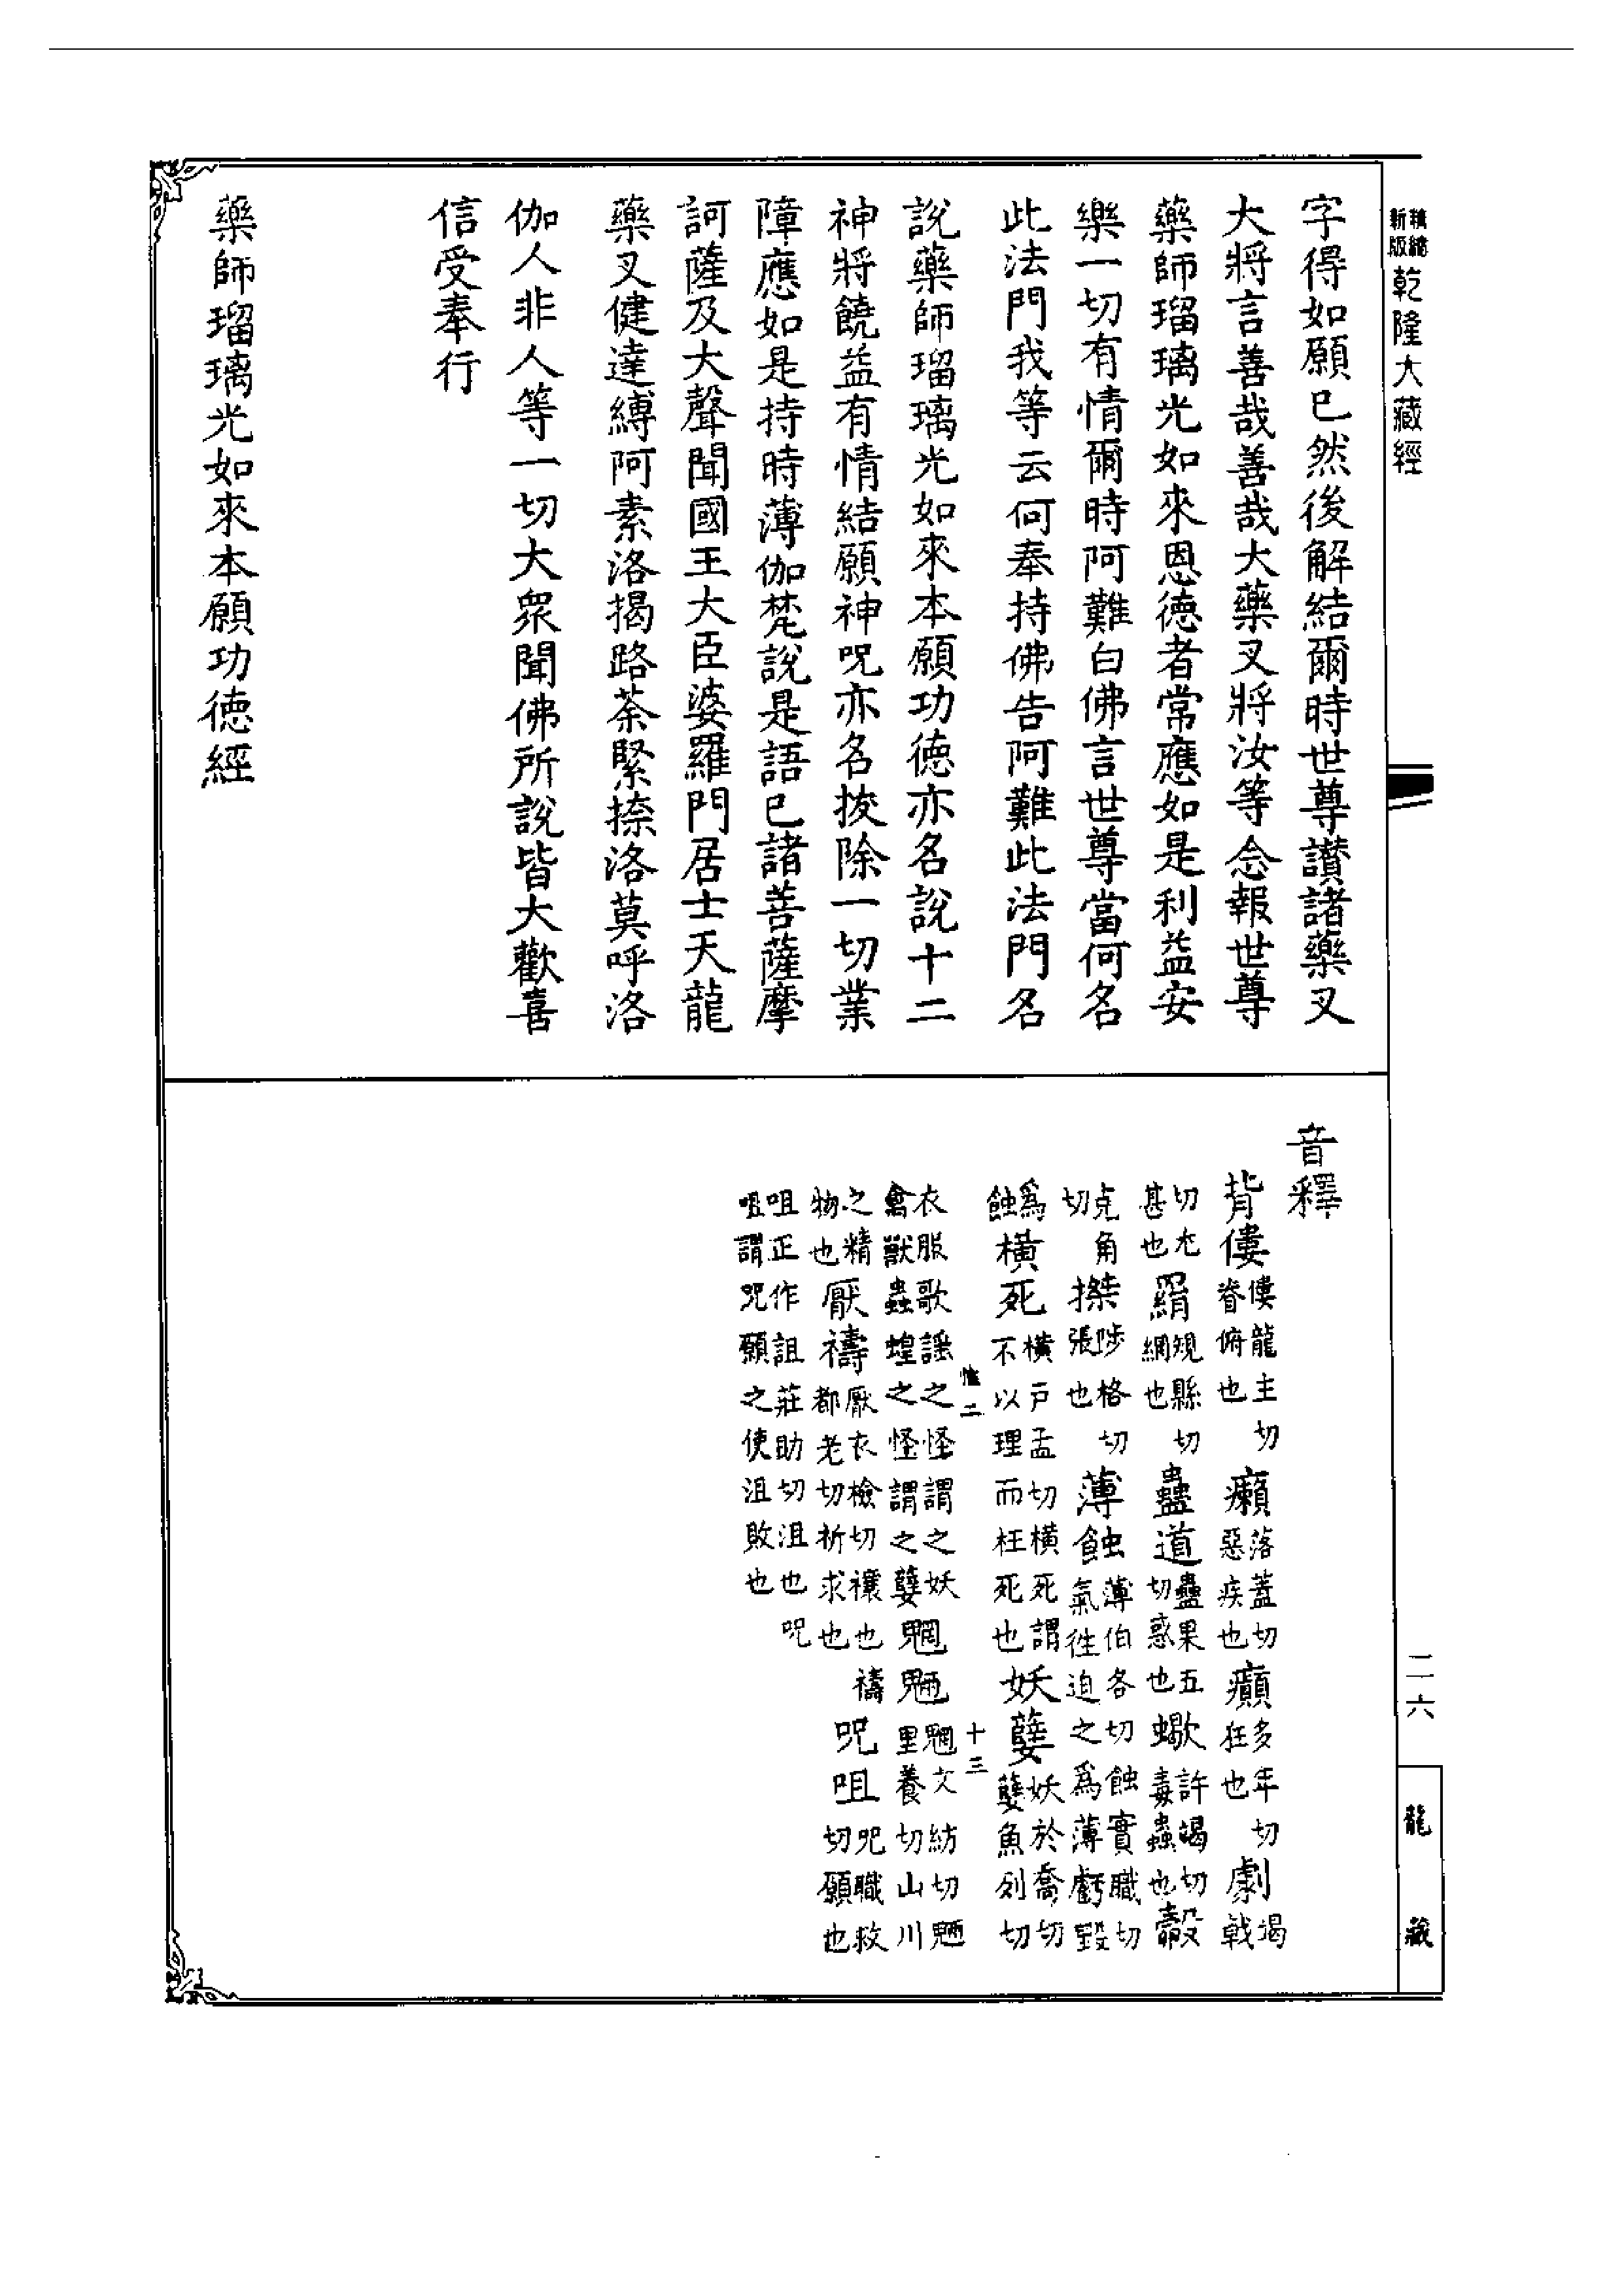 精縮
新版
乾隆大藏經
字得如願已然後解結爾時世尊讃諸藥叉
大將言善哉善哉大藥叉將汝等念報世尊
藥師瑠璃光如來恩德者常應如是利益安
樂一切有情爾時阿難白佛言世尊當何名
此法門我等云何奉持佛告阿難此法門名
說藥師瑠璃光如來本願功德亦名說十二
神將饒益有情結願神呪亦名拔除一切業
障應如是持時薄伽梵說是語已諸菩薩摩
訶薩及大聲聞國王大臣婆羅門居士天龍
藥叉健達縛阿素洛揭路荼緊捺洛莫呼洛
伽人非人等一切大眾聞佛所說皆大歡喜
信受奉行
藥師瑠璃光如來本願功德經
音釋
背僂僂龍主切脊俯也癩落蓋切惡疾也癲多年切狂也劇竭戟
切尤甚也羂規縣切網也蠱道蠱果五切惑也蠍許竭切毒蟲也㲉
克角切搩陟格切張也薄蝕薄伯各切蝕實職切氣往迫之為薄虧毀
為蝕橫死橫戸孟切橫死謂不以理而枉死也妖孽妖於喬切孽魚列切
惟二
十三
衣服歌謡之怪謂之妖禽獸蟲蝗之怪謂之孽魍魎魍文紡切魎里養切山川
之精物也厭禱厭衣檢切禳也禱都老切祈求也呪咀呪職救切願也
咀正作詛莊助切沮也呪咀謂呪願之使沮敗也
二六
龍藏